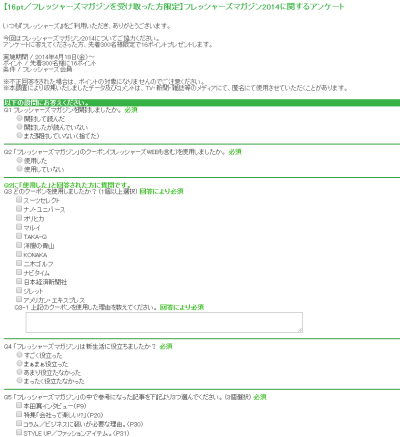 【16pt／フレッシャーズマガジンを受け取った方限定】フレッシャーズマガジン2014に関するアンケート
いつも『フレッシャーズ』をご利用いただき、ありがとうございます。
今回はフレッシャーズマガジン2014についてご協力ください。
アンケートに答えてくださった方、先着300名様限定で16ポイントプレゼントします。
実施期間 / 2014年4月18日(金)～
ポイント / 先着300名様に16ポイント
条件 / フレッシャーズ会員
※不正回答をされた場合は、ポイントの対象になりませんのでご注意ください。
※本調査により収集いたしましたデータ及びコメントは、TV・新聞・雑誌等のメディアにて、匿名にて使用させていただくことがあります。
以下の設問にお答えください。
Q1 フレッシャーズマガジンを開封しましたか。 必須
開封して読んだ
開封したが読んでいない
まだ開封していない(捨てた)
Q2 「フレッシャーズマガジン」のクーポン(フレッシャーズWEBも含む)を使用しましたか。 必須
使用した
使用していない
Q2に「使用した」と回答された方に質問です。
Q3 どのクーポンを使用しましたか？(1個以上選択) 回答により必須
スーツセレクト
ナノ・ユニバース
オリヒカ
マルイ
TAKA-Q
洋服の青山
KONAKA
二木ゴルフ
ナビタイム
日本経済新聞社
ジレット
アメリカン・エキスプレス
Q3-1 上記のクーポンを使用した理由を教えてください。 回答により必須
Q4 「フレッシャーズマガジン」は新生活に役立ちましたか？ 必須
すごく役立った
まぁまぁ役立った
あまり役立たなかった
まったく役立たなかった
Q5 「フレッシャーズマガジン」の中で参考になった記事を下記より3つ選んでください。(3個選択) 必須
本田翼インタビュー(P9)
特集「会社って楽しい!?」(P20)
コラム／ビジネスに装いが必要な理由。(P30)
STYLE UP／ファッションアイテム。(P31)